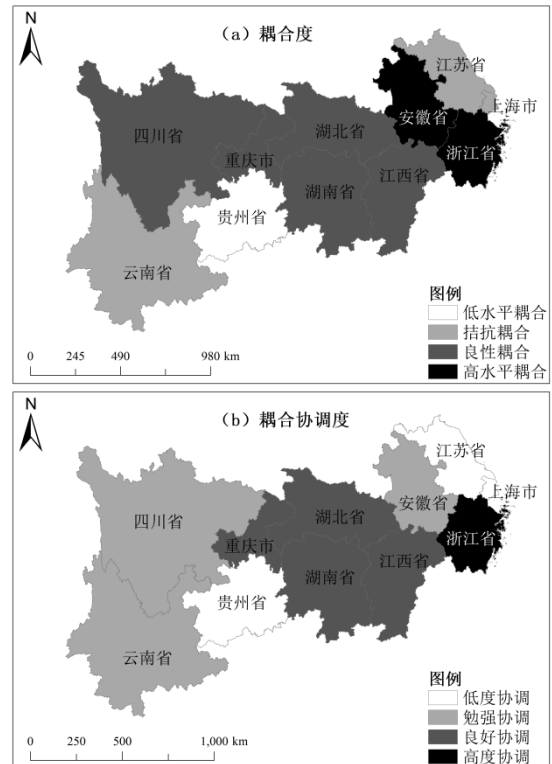 N
（a）耦合度
江苏省
上海市
安徽省
四川省
湖北省
浙江省
重庆市
江西省
湖南省
贵州省
云南省
图例
低水平耦合
拮抗耦合
良性耦合
高水平耦合
0 245 490 980 km
N
（b）耦合协调度
江苏省
上海市
安徽省
四川省
湖北省
浙江省
重庆市
江西省
湖南省
贵州省
云南省
图例
低度协调
勉强协调
良好协调
高度协调
0 250 500 1,000 km